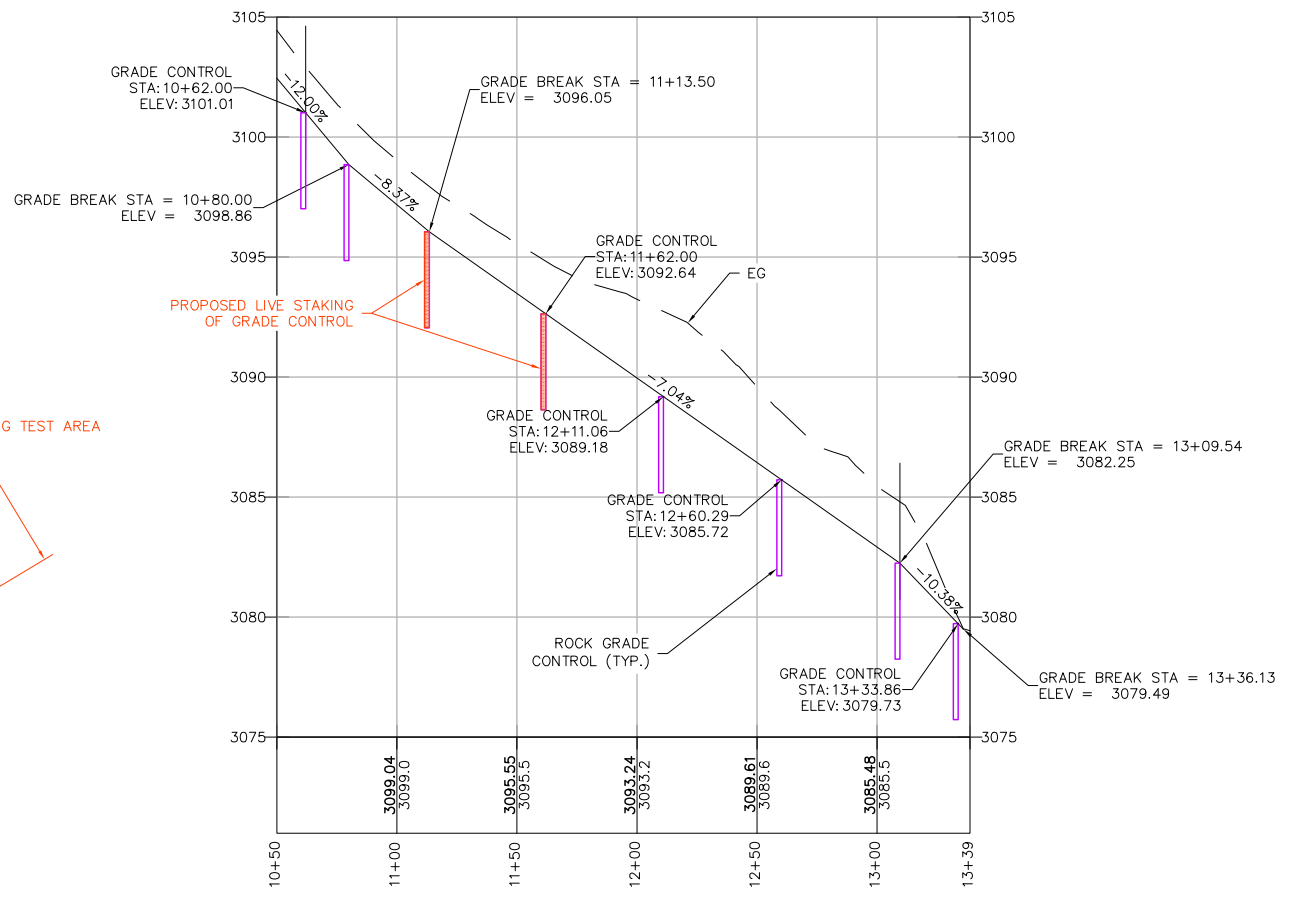 3105
3105
GRADE CONTROL
STA: 10+62.00
ELEV: 3101.01
-12.00%
GRADE BREAK STA = 11+13.50
ELEV = 3096.05
3100
3100
GRADE BREAK STA = 10+80.00
ELEV = 3098.86
-8.37%
GRADE CONTROL
STA: 11+62.00
ELEV: 3092.64
3095
3095
EG
PROPOSED LIVE STAKING
OF GRADE CONTROL
3090
3090
-7.04%
GRADE CONTROL
STA: 12+11.06
ELEV: 3089.18
G TEST AREA
GRADE BREAK STA = 13+09.54
ELEV = 3082.25
3085
3085
GRADE CONTROL
STA: 12+60.29
ELEV: 3085.72
-10.38%
3080
3080
ROCK GRADE
CONTROL (TYP.)
GRADE CONTROL
STA: 13+33.86
ELEV: 3079.73
GRADE BREAK STA = 13+36.13
ELEV = 3079.49
3075
3075
3099.04
3099.0
3095.55
3095.5
3093.24
3093.2
3089.61
3089.6
3085.48
3085.5
10+50
11+00
11+50
12+00
12+50
13+00
13+39